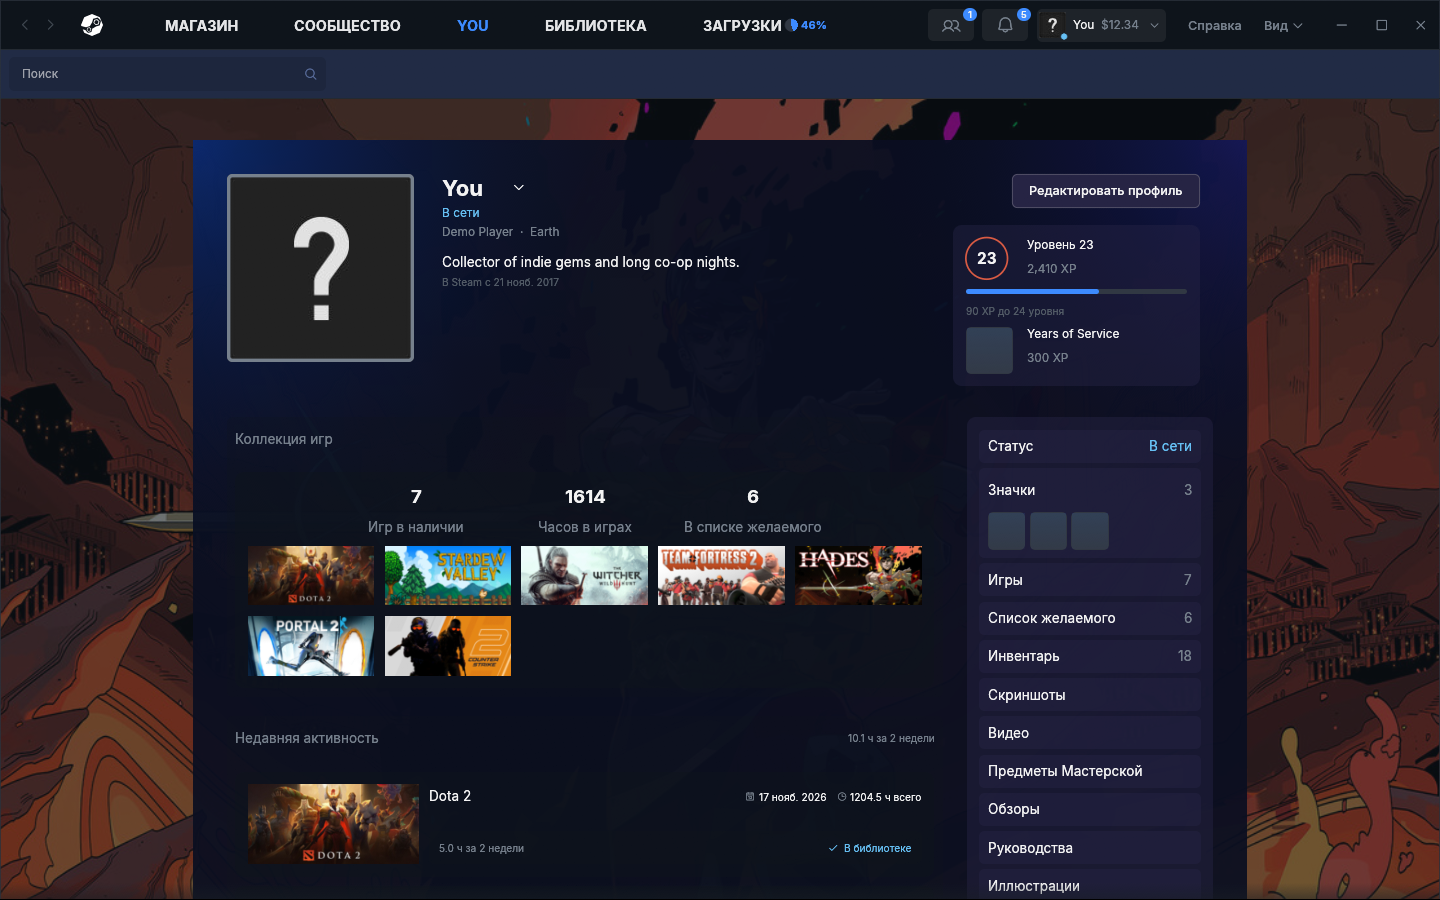 МАГАЗИН СООБЩЕСТВО YOU БИБЛИОТЕКА ЗАГРУЗКИ 46% 1 5 ? You $12.34 Справка Вид
Поиск
?
You
В сети
Demo Player · Earth
Collector of indie gems and long co-op nights.
В Steam с 21 нояб. 2017
Редактировать профиль
23
Уровень 23
2,410 XP
90 XP до 24 уровня
Years of Service
300 XP
Коллекция игр
7
Игр в наличии
1614
Часов в играх
6
В списке желаемого
DOTA 2
STARDEW VALLEY
THE WITCHER WILD HUNT
TEAM FORTRESS 2
HADES
PORTAL 2
2 COUNTER STRIKE
Недавняя активность
10.1 ч за 2 недели
DOTA 2
Dota 2
17 нояб. 2026
1204.5 ч всего
5.0 ч за 2 недели
В библиотеке
Статус В сети
Значки 3
Игры 7
Список желаемого 6
Инвентарь 18
Скриншоты
Видео
Предметы Мастерской
Обзоры
Руководства
Иллюстрации